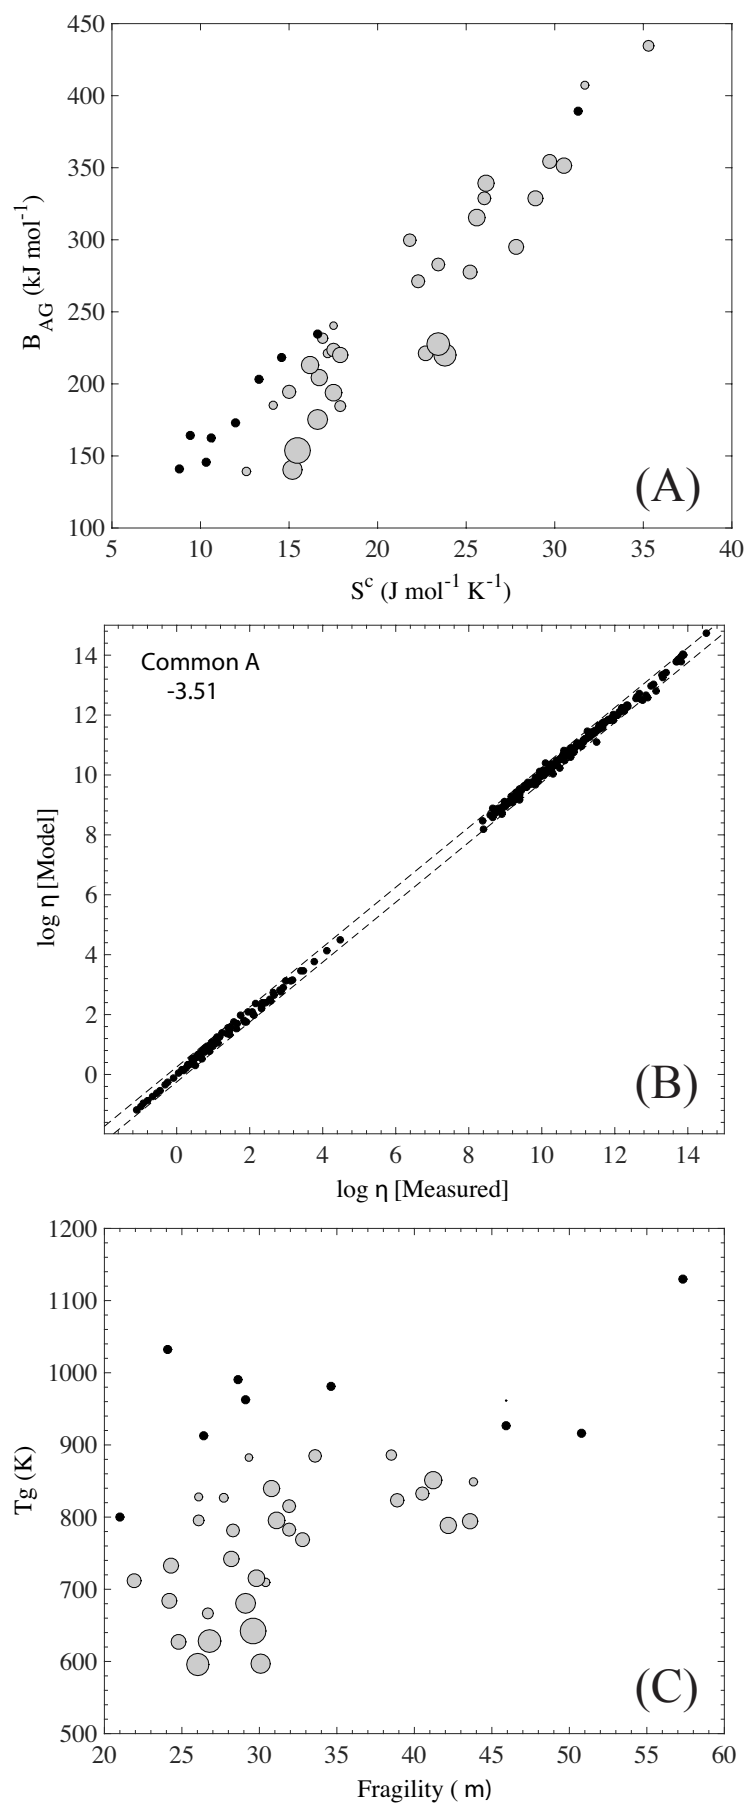 450
400
350
300
250
200
150
100
B AG (kJ mol-1)
(A)
5 10 15 20 25 30 35 40
Sc (J mol-1 K-1)
Common A
-3.51
14
12
10
8
6
4
2
0
log η [Model]
(B)
0 2 4 6 8 10 12 14
log η [Measured]
1200
1100
1000
900
800
700
600
500
Tg (K)
(C)
20 25 30 35 40 45 50 55 60
Fragility ( m)